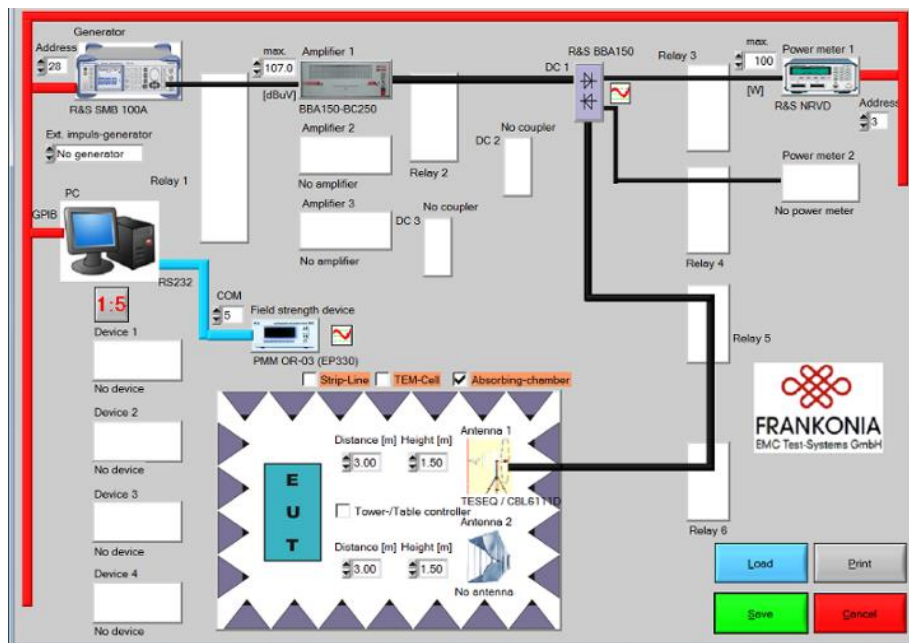 Generator
Address
28
R&S SMB 100A
Ext. impuls-generator
No generator
max.
107.0
[dBuV]
Amplifier 1
BBA150-BC250
Amplifier 2
No amplifier
Amplifier 3
No amplifier
Relay 1
Relay 2
DC 1
R&S BBA150
No coupler
DC 2
No coupler
DC 3
Relay 3
max.
100
[W]
Power meter 1
R&S NRVD
Address
3
Power meter 2
No power meter
Relay 4
Relay 5
Relay 6
PC
GPIB
RS232
1:5
COM
5
Field strength device
PMM OR-03 (EP330)
Device 1
No device
Device 2
No device
Device 3
No device
Device 4
No device
Strip-Line
TEM-Cell
Absorbing-chamber
EUT
Distance [m]
Height [m]
3.00
1.50
Antenna 1
TESEQ / CBL6111D
Tower-/Table controller
Antenna 2
Distance [m]
Height [m]
3.00
1.50
No antenna
FRANKONIA
EMC Test-Systems GmbH
Load
Print
Save
Cancel